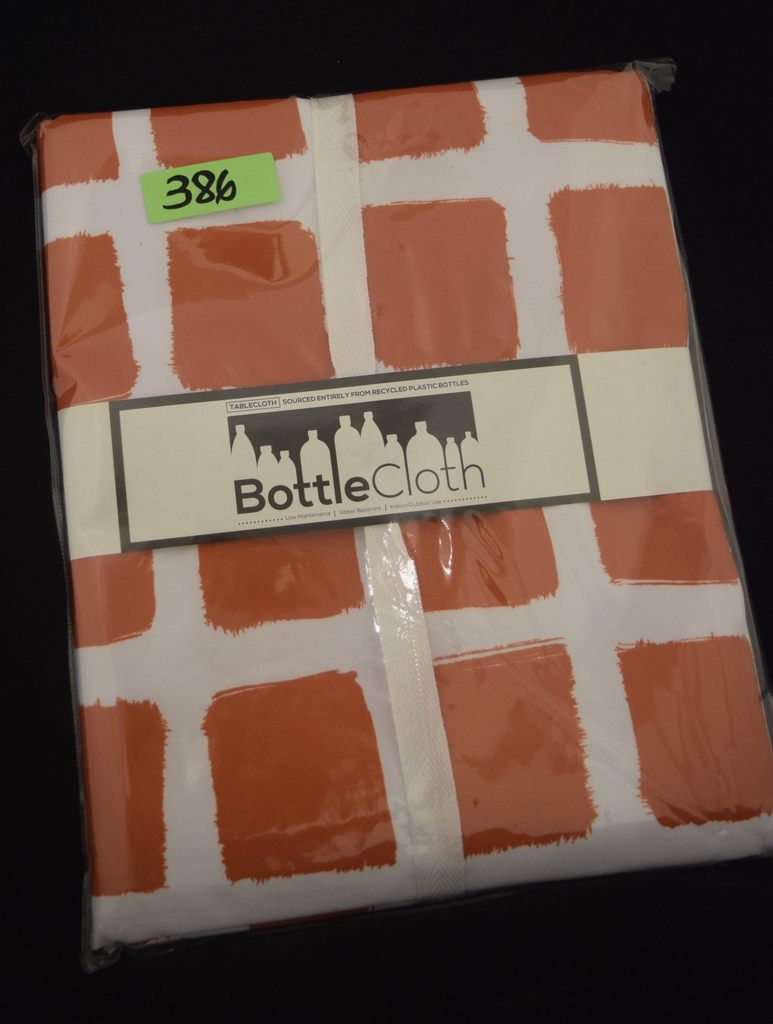 386
TABLECLOTH SOURCED ENTIRELY FROM RECYCLED PLASTIC BOTTLES
BottleCloth
Low Maintenance | Water Resistant | Indoor/Outdoor Use